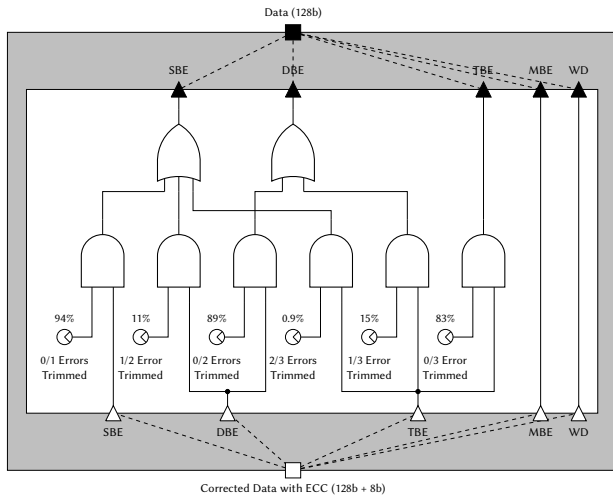 Data (128b)
SBE DBE TBE MBE WD
94% 11% 89% 0.9% 15% 83%
0/1 Errors 1/2 Error 0/2 Errors 2/3 Errors 1/3 Error 0/3 Error
Trimmed Trimmed Trimmed Trimmed Trimmed Trimmed
SBE DBE TBE MBE WD
Corrected Data with ECC (128b + 8b)